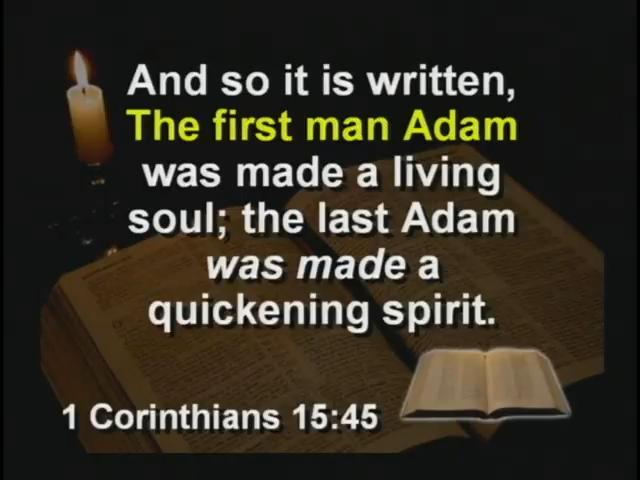 And so it is written,
The first man Adam
was made a living
soul; the last Adam
was made a
quickening spirit.
1 Corinthians 15:45